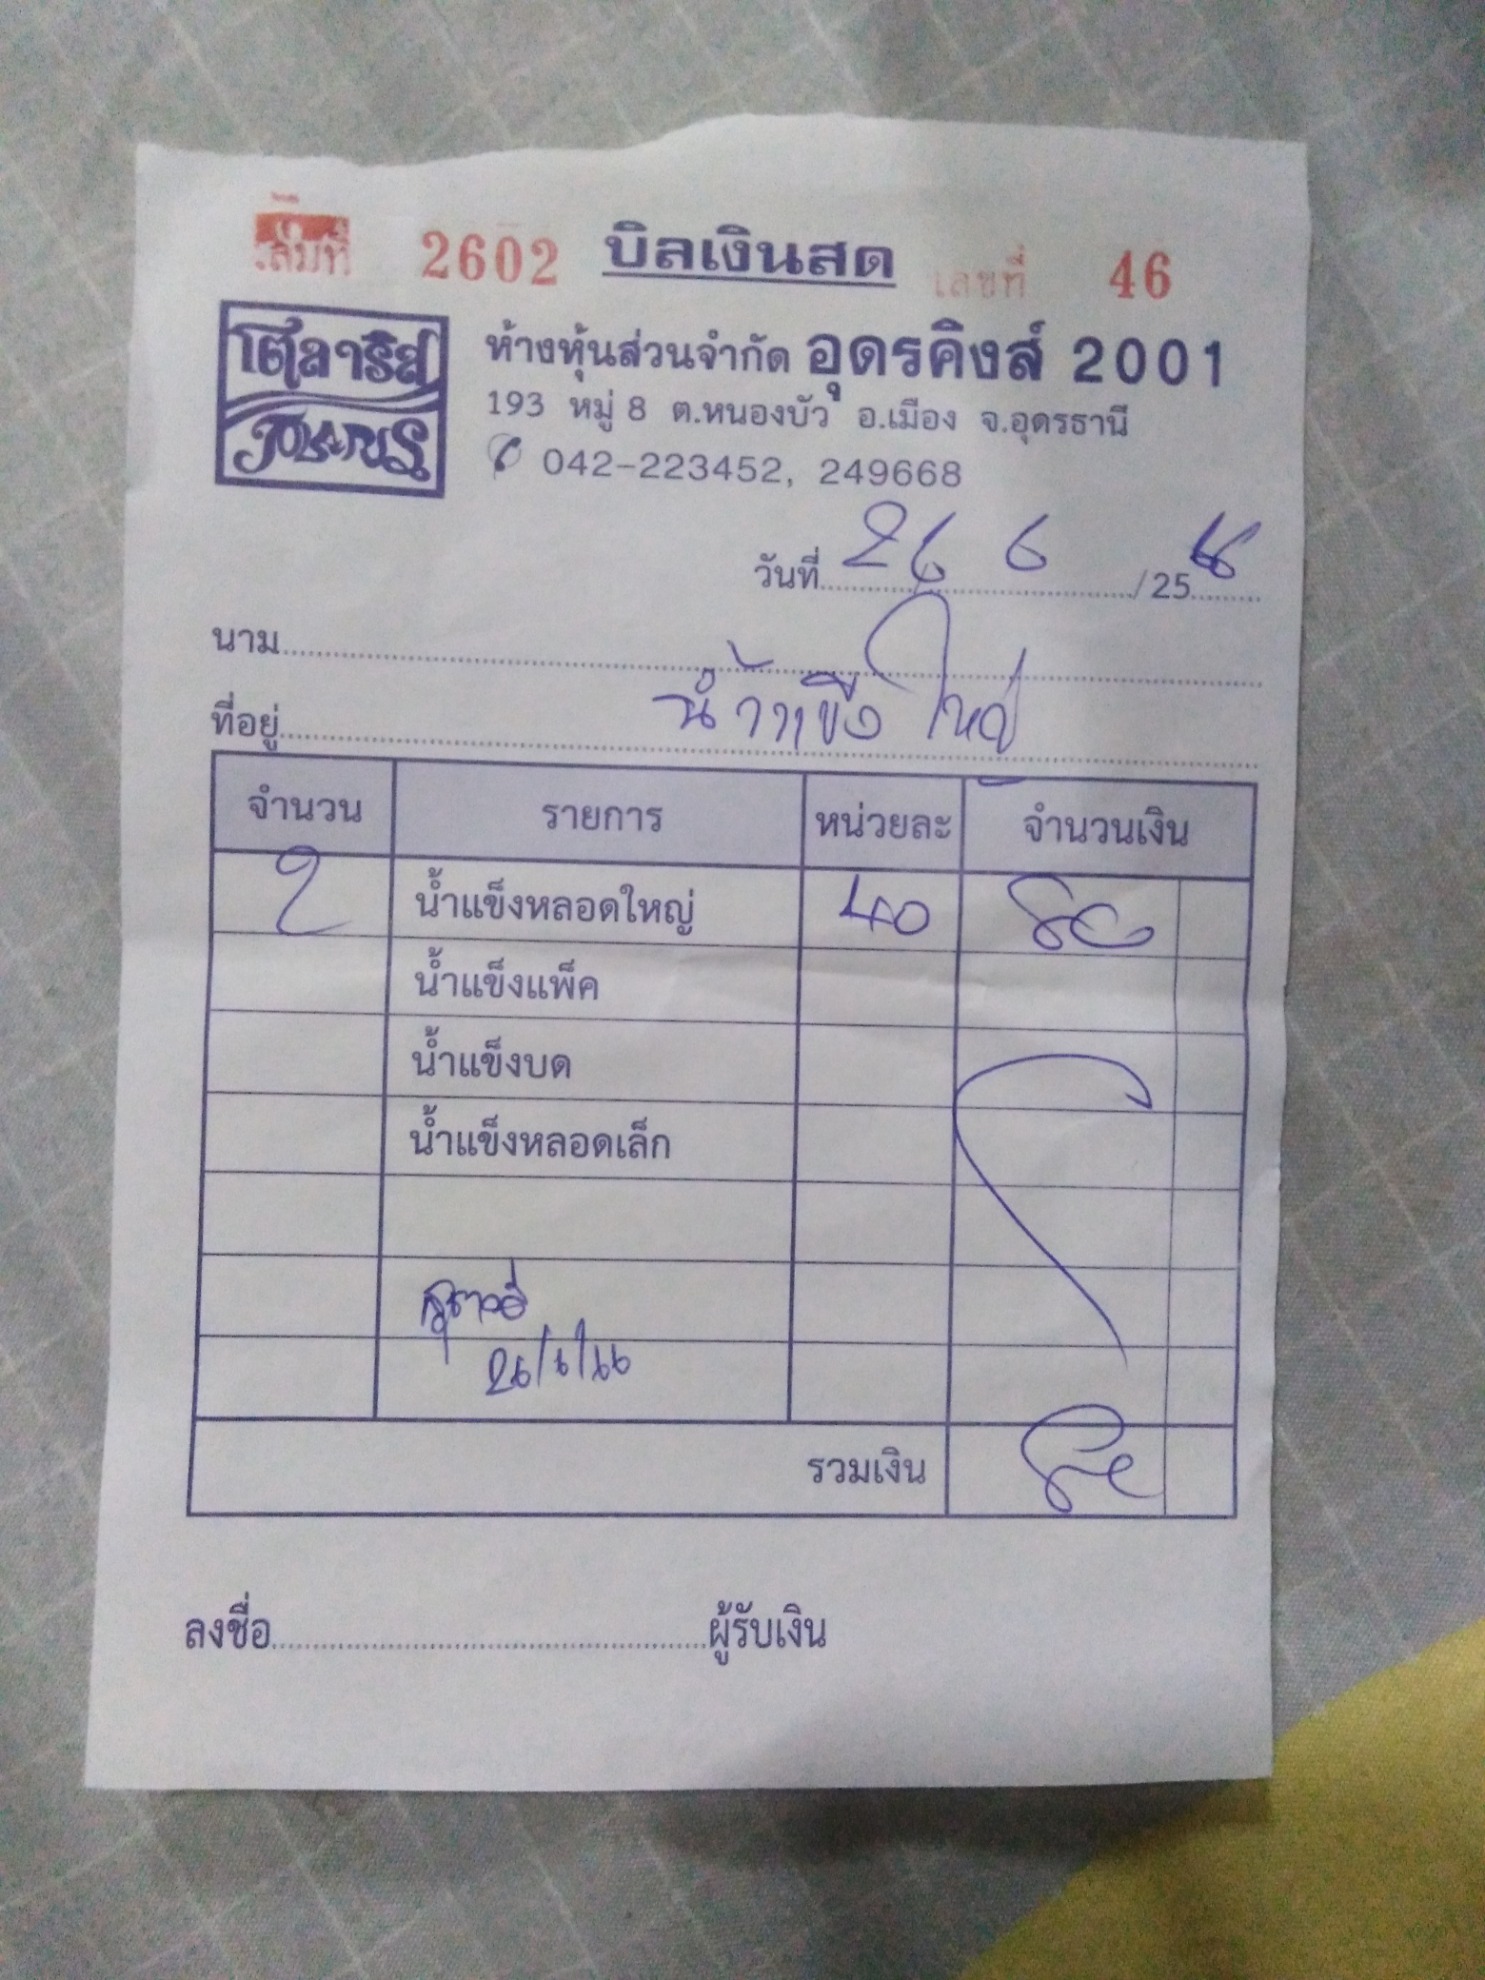 เล่มที่ 2602 บิลเงินสด เลขที่ 46
โซลาริส
SOLARIS
ห้างหุ้นส่วนจำกัด อุดรคิงส์ 2001
193 หมู่ 8 ต.หนองบัว อ.เมือง จ.อุดรธานี
042-223452, 249668
วันที่ 26 6 /25
นาม
ที่อยู่ น้ำแข็งใหญ่
จำนวน รายการ หน่วยละ จำนวนเงิน
2 น้ำแข็งหลอดใหญ่ 40 80
น้ำแข็งแพ็ค
น้ำแข็งบด
น้ำแข็งหลอดเล็ก
26/6/66
รวมเงิน 80
ลงชื่อ ผู้รับเงิน